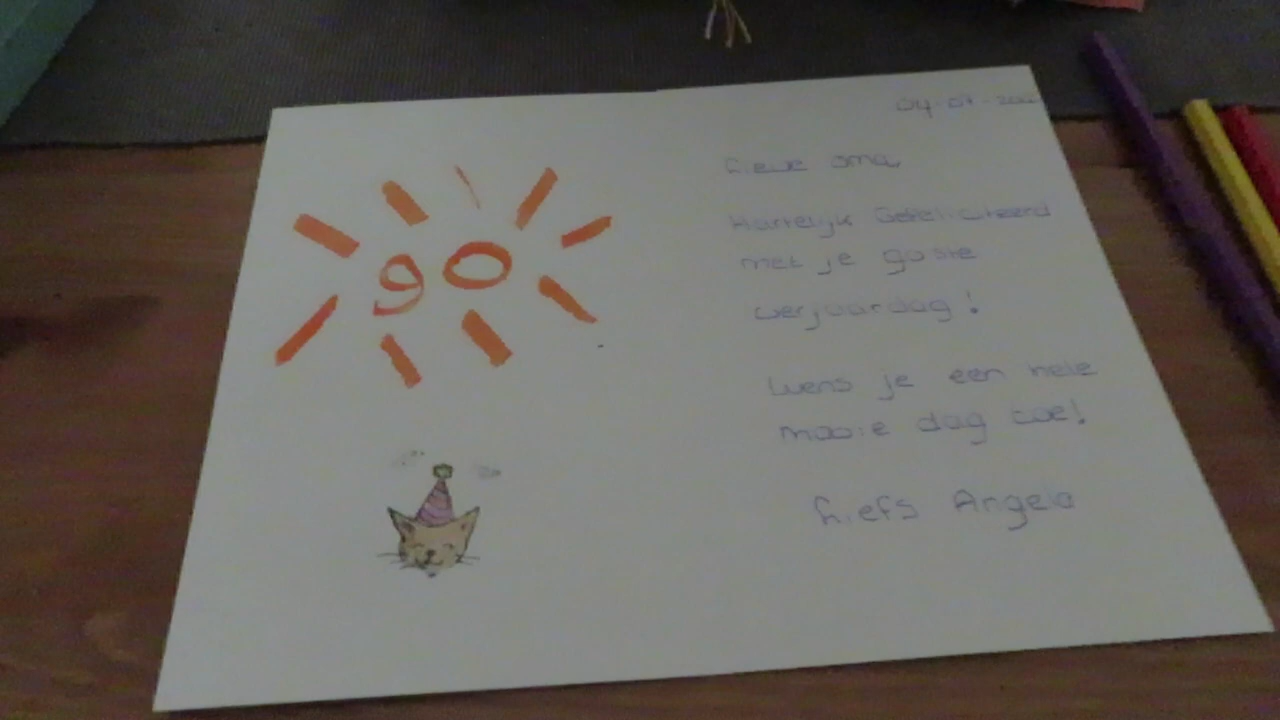 90
Lieve oma,
Hartelijk Gefeliciteerd
met je 90ste
verjaardag!
Wens je een hele
mooie dag toe!
Liefs Angela